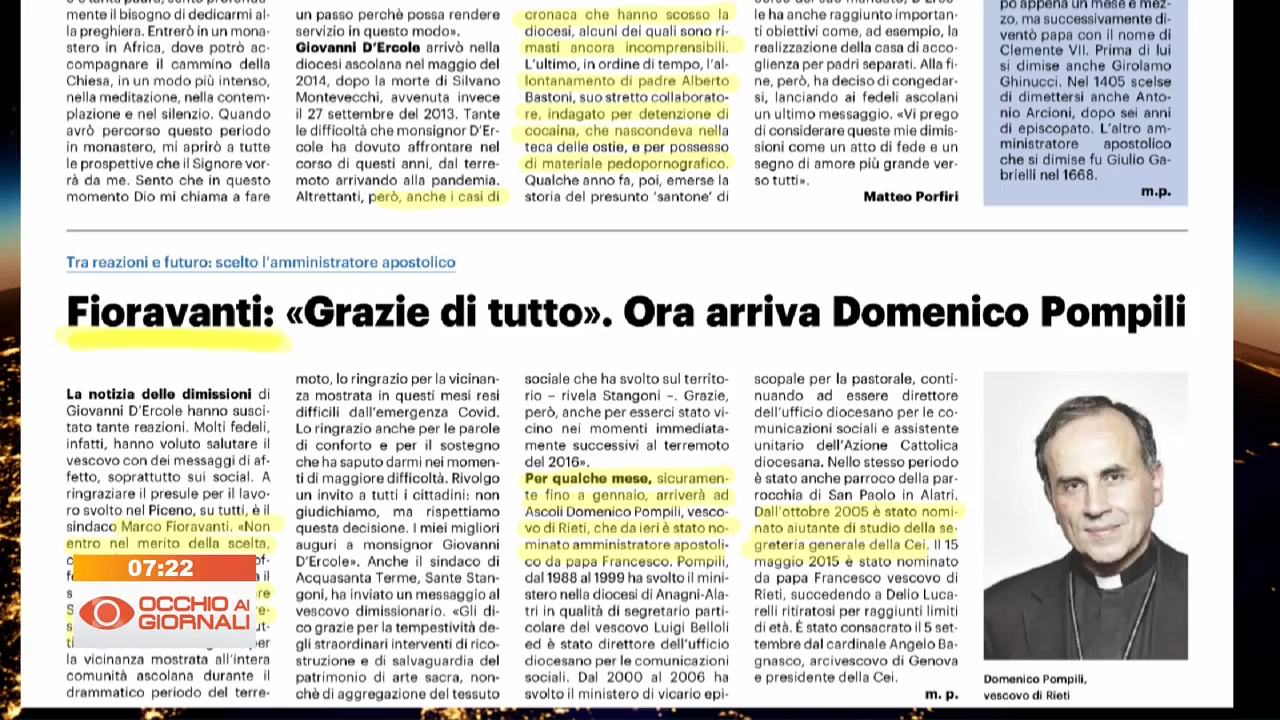 meente il bisogno di dedicarmi al-
la preghiera. Entrerò in un mona-
stero in Africa, dove potrò ac-
compagnare il cammino della
Chiesa, in un modo più intenso,
nella meditazione, nella contem-
plazione e nel silenzio. Quando
avrò percorso questo periodo
in monastero, mi aprirò a tutte
le prospettive che il Signore vor-
rà da me. Sento che in questo
momento Dio mi chiama a fare
un passo perchè possa rendere
servizio in questo modo».
Giovanni D'Ercole arrivò nella
diocesi ascolana nel maggio del
2014, dopo la morte di Silvano
Montevecchi, avvenuta invece
il 27 settembre del 2013. Tante
le difficoltà che monsignor D'Er-
cole ha dovuto affrontare nel
corso di questi anni, dal terre-
moto arrivando alla pandemia.
Altrettanti, però, anche i casi di
cronaca che hanno scosso la
diocesi, alcuni dei quali sono ri-
masti ancora incomprensibili.
L'ultimo, in ordine di tempo, l'al-
lontanamento di padre Alberto
Bastoni, suo stretto collaborato-
re, indagato per detenzione di
cocaina, che nascondeva nella
teca delle ostie, e per possesso
di materiale pedopornografico.
Qualche anno fa, poi, emerse la
storia del presunto 'santone' di
le ha anche raggiunto importan-
ti obiettivi come, ad esempio, la
realizzazione della casa di acco-
glienza per padri separati. Alla fi-
ne, però, ha deciso di congedar-
si, lanciando ai fedeli ascolani
un ultimo messaggio. «Vi prego
di considerare queste mie dimis-
sioni come un atto di fede e un
segno di amore più grande ver-
so tutti».
Matteo Porfiri
po appena un mese e mez-
zo, ma successivamente di-
ventò papa con il nome di
Clemente VII. Prima di lui
si dimise anche Girolamo
Ghinucci. Nel 1405 scelse
di dimettersi anche Anto-
nio Arcioni, dopo sei anni
di episcopato. L'altro am-
ministratore apostolico
che si dimise fu Giulio Ga-
brielli nel 1668.
m.p.
Tra reazioni e futuro: scelto l'amministratore apostolico
Fioravanti: «Grazie di tutto». Ora arriva Domenico Pompili
La notizia delle dimissioni di
Giovanni D'Ercole hanno susci-
tato tante reazioni. Molti fedeli,
infatti, hanno voluto salutare il
vescovo con dei messaggi di af-
fetto, soprattutto sui social. A
ringraziare il presule per il lavo-
ro svolto nel Piceno, su tutti, è il
sindaco Marco Fioravanti. «Non
entro nel merito della scelta,
la vicinanza mostrata all'intera
comunità ascolana durante il
drammatico periodo del terre-
moto, lo ringrazio per la vicinan-
za mostrata in questi mesi resi
difficili dall'emergenza Covid.
Lo ringrazio anche per le parole
di conforto e per il sostegno
che ha saputo darmi nei momen-
ti di maggiore difficoltà. Rivolgo
un invito a tutti i cittadini: non
giudichiamo, ma rispettiamo
questa decisione. I miei migliori
auguri a monsignor Giovanni
D'Ercole». Anche il sindaco di
Acquasanta Terme, Sante Stan-
goni, ha inviato un messaggio al
vescovo dimissionario. «Gli di-
co grazie per la tempestività de-
gli straordinari interventi di rico-
struzione e di salvaguardia del
patrimonio di arte sacra, non-
chè di aggregazione del tessuto
sociale che ha svolto sul territo-
rio – rivela Stangoni –. Grazie,
però, anche per esserci stato vi-
cino nei momenti immediata-
mente successivi al terremoto
del 2016».
Per qualche mese, sicuramen-
te fino a gennaio, arriverà ad
Ascoli Domenico Pompili, vesco-
vo di Rieti, che da ieri è stato no-
minato amministratore apostoli-
co da papa Francesco. Pompili,
dal 1988 al 1999 ha svolto il mini-
stero nella diocesi di Anagni-Ala-
tri in qualità di segretario parti-
colare del vescovo Luigi Belloli
ed è stato direttore dell'ufficio
diocesano per le comunicazioni
sociali. Dal 2000 al 2006 ha
svolto il ministero di vicario epi-
scopale per la pastorale, conti-
nuando ad essere direttore
dell'ufficio diocesano per le co-
municazioni sociali e assistente
unitario dell'Azione Cattolica
diocesana. Nello stesso periodo
è stato anche parroco della par-
rocchia di San Paolo in Alatri.
Dall'ottobre 2005 è stato nomi-
nato aiutante di studio della se-
greteria generale della Cei. Il 15
maggio 2015 è stato nominato
da papa Francesco vescovo di
Rieti, succedendo a Delio Luca-
relli ritiratosi per raggiunti limiti
di età. È stato consacrato il 5 set-
tembre dal cardinale Angelo Ba-
gnasco, arcivescovo di Genova
e presidente della Cei.
m. p.
Domenico Pompili,
vescovo di Rieti
07:22
OCCHIO AI
GIORNALI